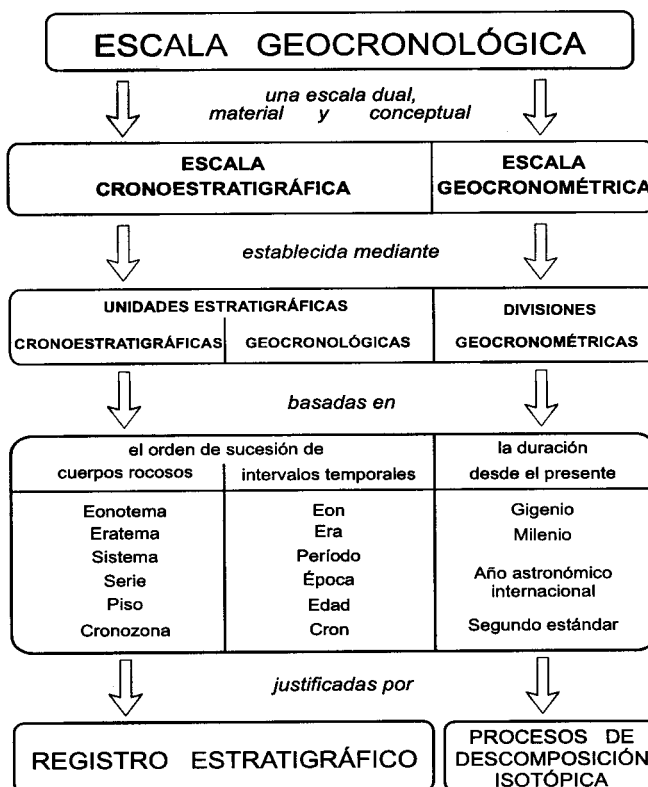 ESCALA GEOCRONOLÓGICA
una escala dual,
material y conceptual
ESCALA
CRONOESTRATIGRÁFICA
ESCALA
GEOCRONOMÉTRICA
establecida mediante
UNIDADES ESTRATIGRÁFICAS
CRONOESTRATIGRÁFICAS
GEOCRONOLÓGICAS
DIVISIONES
GEOCRONOMÉTRICAS
basadas en
el orden de sucesión de
cuerpos rocosos
intervalos temporales
la duración
desde el presente
Eonotema
Eratema
Sistema
Serie
Piso
Cronozona
Eon
Era
Período
Época
Edad
Cron
Gigenio
Milenio
Año astronómico
internacional
Segundo estándar
justificadas por
REGISTRO ESTRATIGRÁFICO
PROCESOS DE
DESCOMPOSICIÓN
ISOTÓPICA